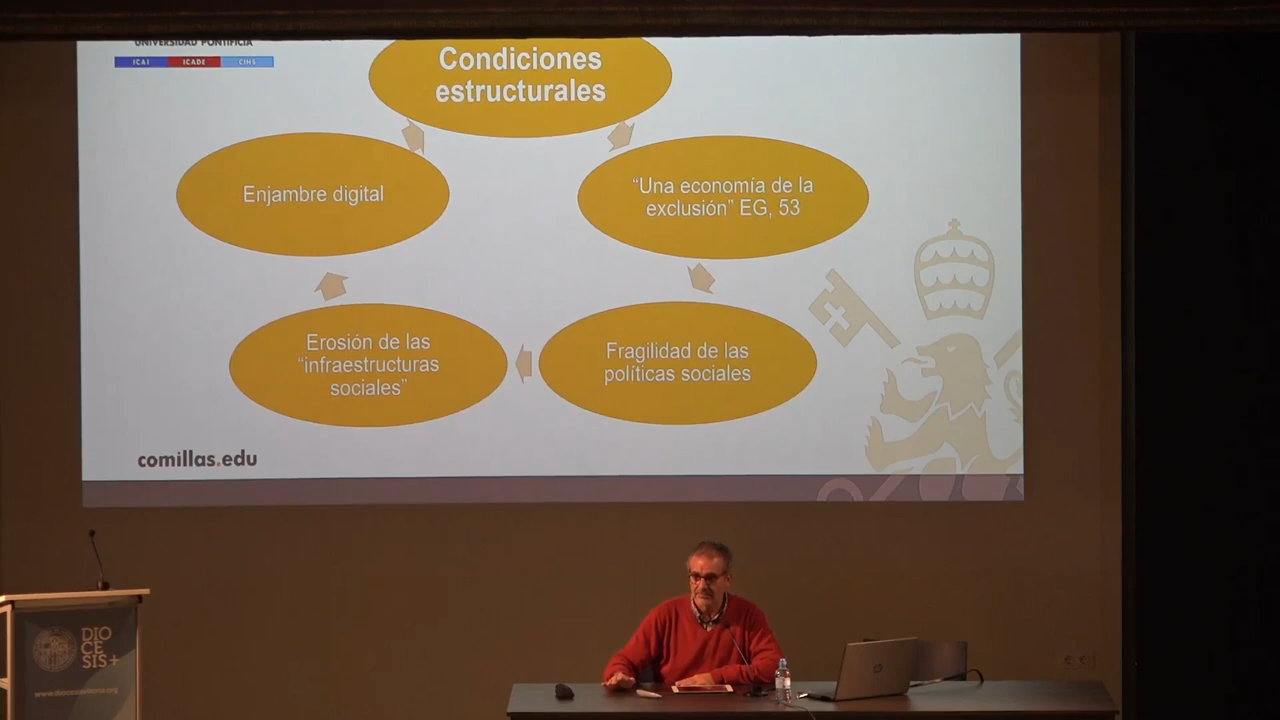 UNIVERSIDAD PONTIFICIA
ICAI ICADE CIHS
Condiciones
estructurales
Enjambre digital
“Una economía de la
exclusión” EG, 53
Erosión de las
“infraestructuras
sociales”
Fragilidad de las
políticas sociales
comillas.edu
DIO
CE
SIS+
hp